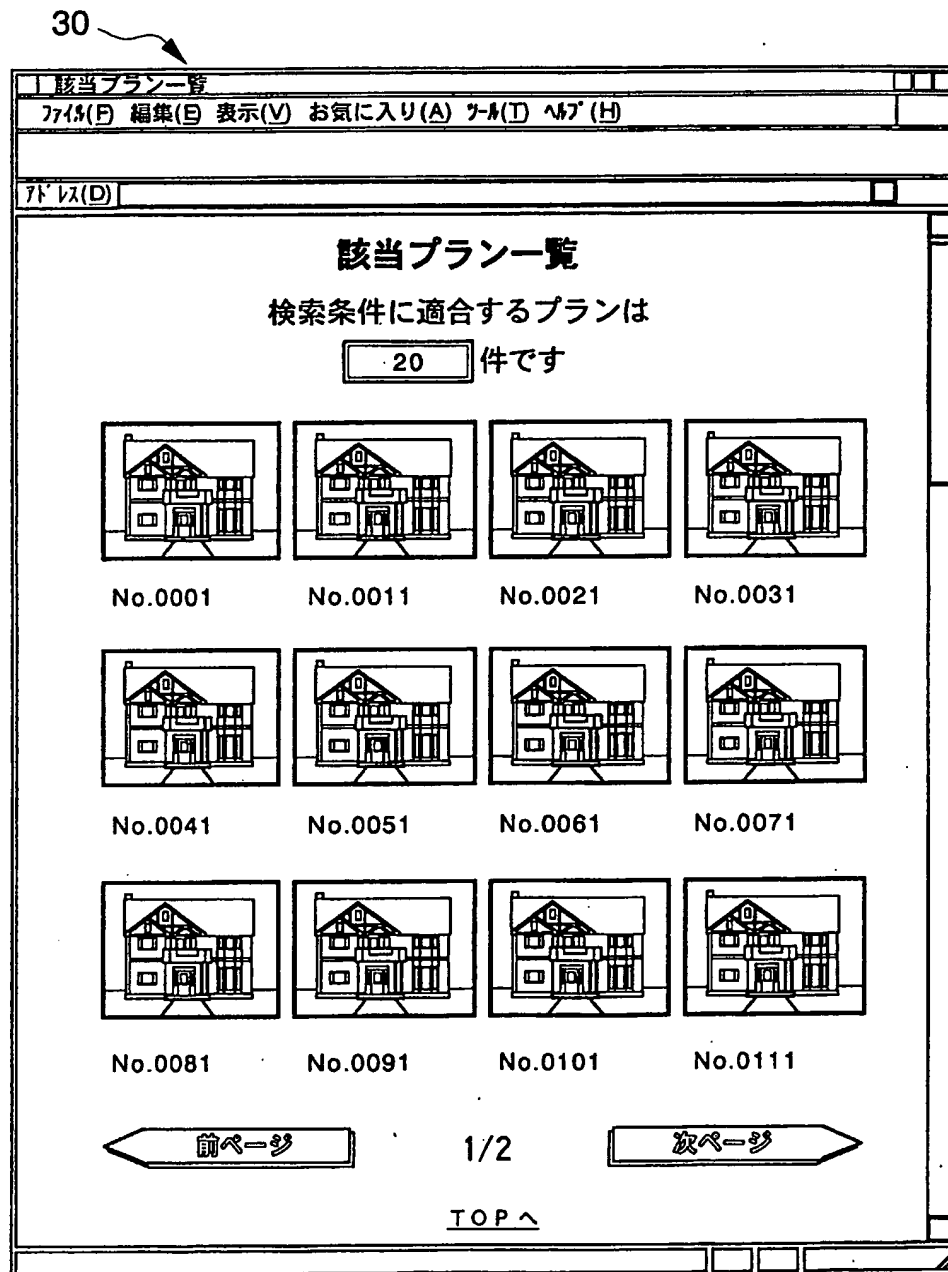 30
該当プラン一覧
ファイル(F) 編集(E) 表示(V) お気に入り(A) ツール(T) ヘルプ(H)
アドレス(D)
該当プラン一覧
検索条件に適合するプランは
20 件です
No.0001 No.0011 No.0021 No.0031
No.0041 No.0051 No.0061 No.0071
No.0081 No.0091 No.0101 No.0111
前ページ 1/2 次ページ
TOPへ